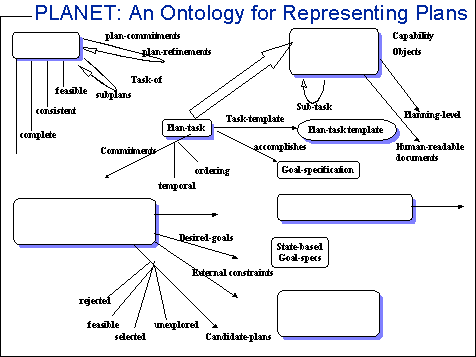 PLANET: An Ontology for Representing Plans
plan-commitments
plan-refinements
Task-of
feasible
subplans
consistent
complete
Capability
Objects
Sub-task
Planning-level
Human-readable
documents
Plan-task
Task-template
Plan-task template
accomplishes
Goal-specification
Commitments
ordering
temporal
Desired-goals
State-based
Goal-specs
External constraints
rejected
feasible
selected
unexplored
Candidate-plans